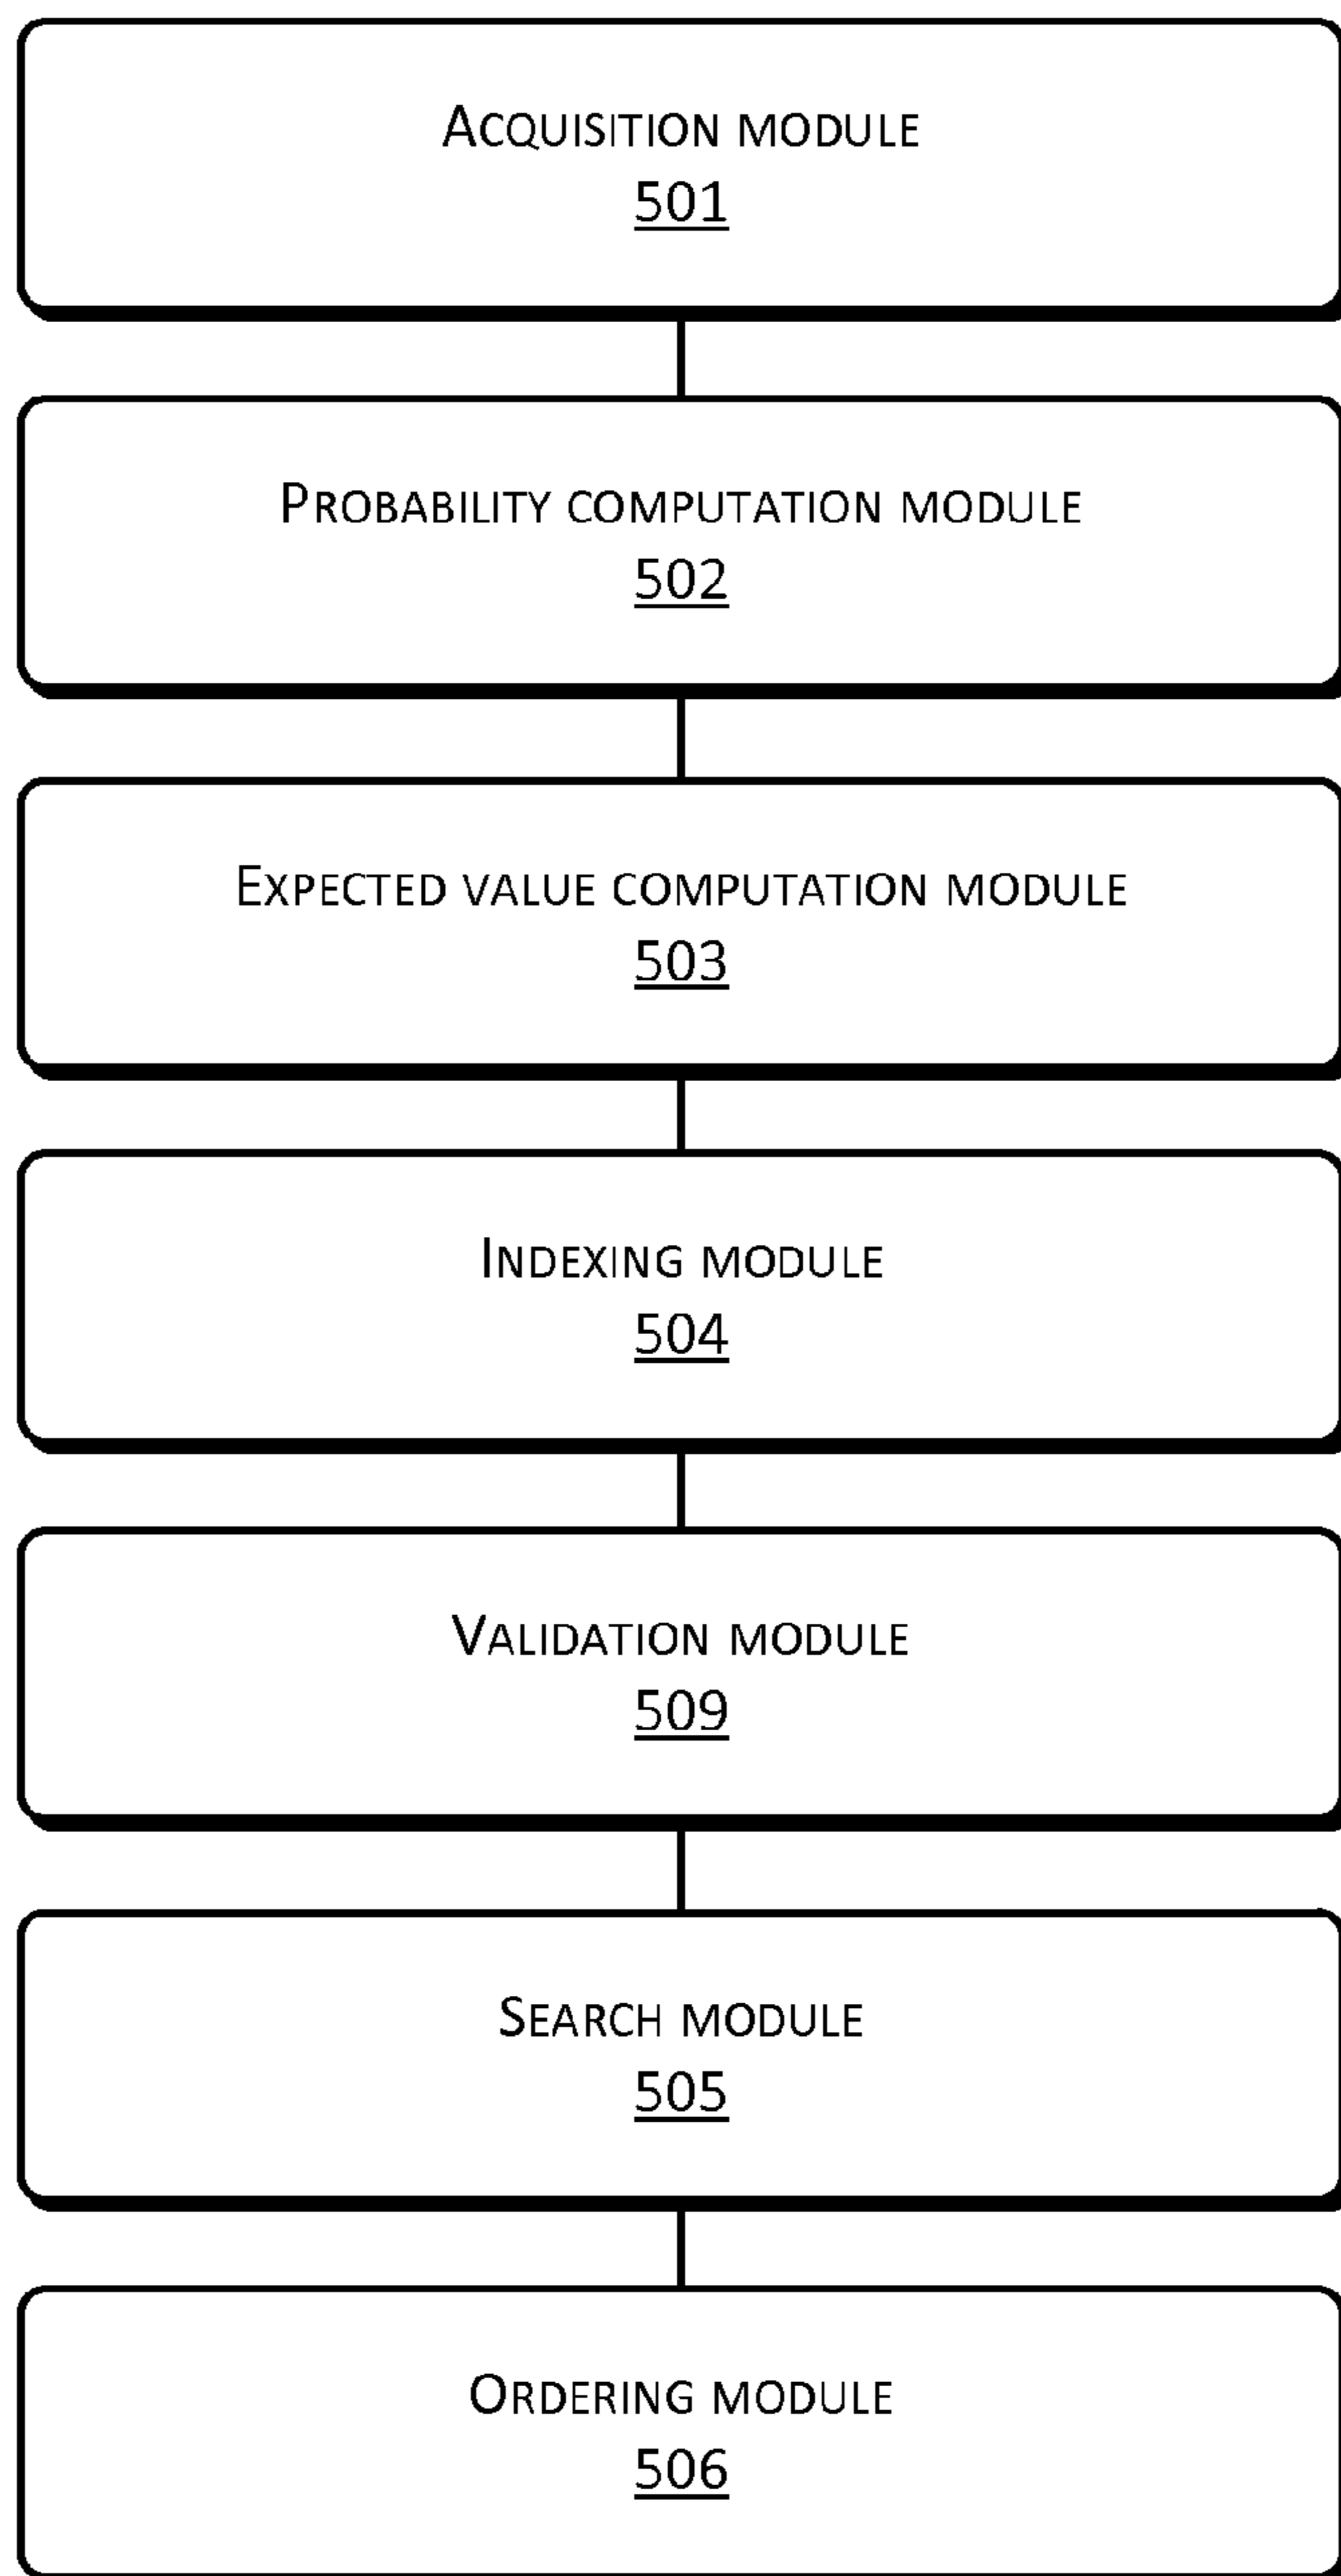 ACQUISITION MODULE
501
PROBABILITY COMPUTATION MODULE
502
EXPECTED VALUE COMPUTATION MODULE
503
INDEXING MODULE
504
VALIDATION MODULE
509
SEARCH MODULE
505
ORDERING MODULE
506